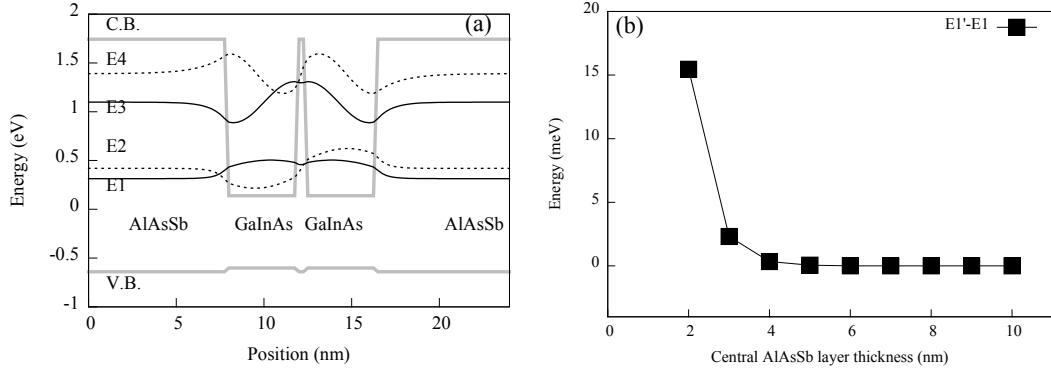 (a)
C.B.
E4
E3
E2
E1
AlAsSb GaInAs GaInAs AlAsSb
V.B.
2
1.5
1
0.5
0
-0.5
-1
Energy (eV)
0 5 10 15 20
Position (nm)
(b)
E1'-E1
20
15
10
5
0
Energy (meV)
0 2 4 6 8 10
Central AlAsSb layer thickness (nm)